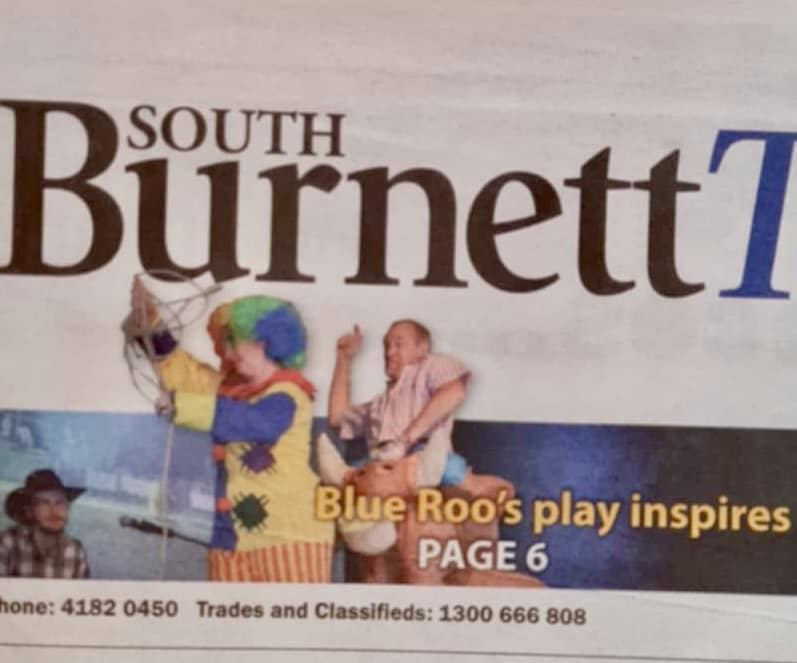 SOUTH
Burnett T
Blue Roo's play inspires
PAGE 6
hone: 4182 0450 Trades and Classifieds: 1300 666 808